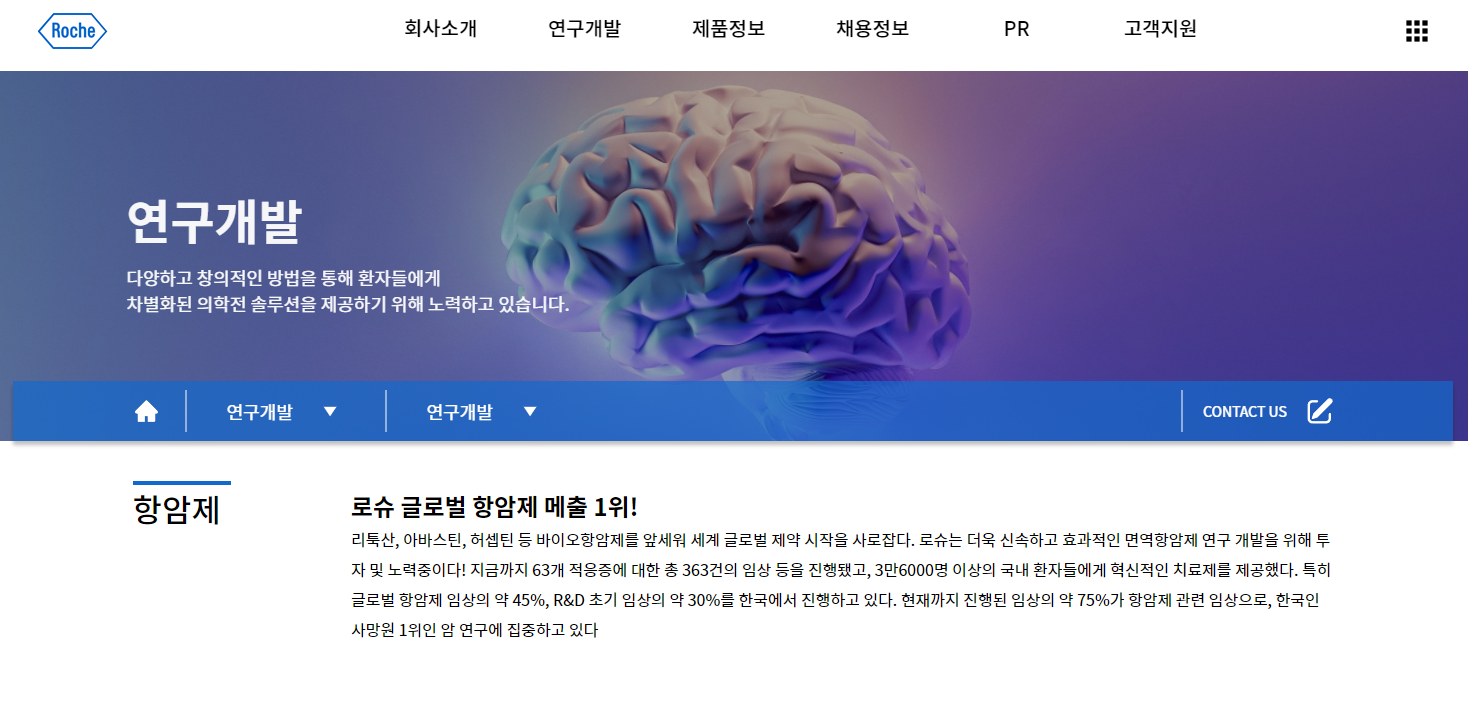 Roche
회사소개 연구개발 제품정보 채용정보 PR 고객지원
연구개발
다양하고 창의적인 방법을 통해 환자들에게
차별화된 의학전 솔루션을 제공하기 위해 노력하고 있습니다.
연구개발 연구개발 CONTACT US
항암제
로슈 글로벌 항암제 메출 1위!
리툭산, 아바스틴, 허셉틴 등 바이오항암제를 앞세워 세계 글로벌 제약 시작을 사로잡다. 로슈는 더욱 신속하고 효과적인 면역항암제 연구 개발을 위해 투
자 및 노력중이다! 지금까지 63개 적응증에 대한 총 363건의 임상 등을 진행됐고, 3만6000명 이상의 국내 환자들에게 혁신적인 치료제를 제공했다. 특히
글로벌 항암제 임상의 약 45%, R&D 초기 임상의 약 30%를 한국에서 진행하고 있다. 현재까지 진행된 임상의 약 75%가 항암제 관련 임상으로, 한국인
사망원 1위인 암 연구에 집중하고 있다